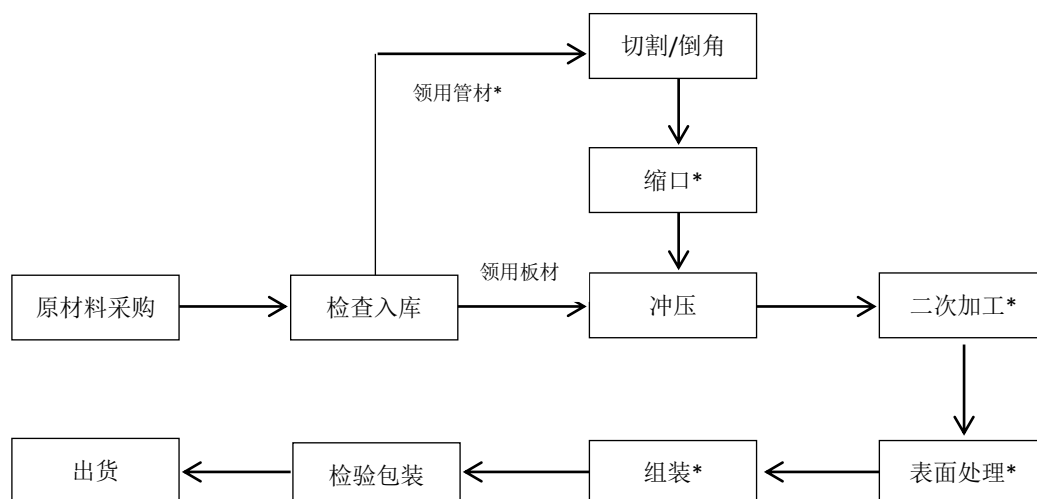 切割/倒角
领用管材*
缩口*
领用板材
原材料采购
检查入库
冲压
二次加工*
出货
检验包装
组装*
表面处理*